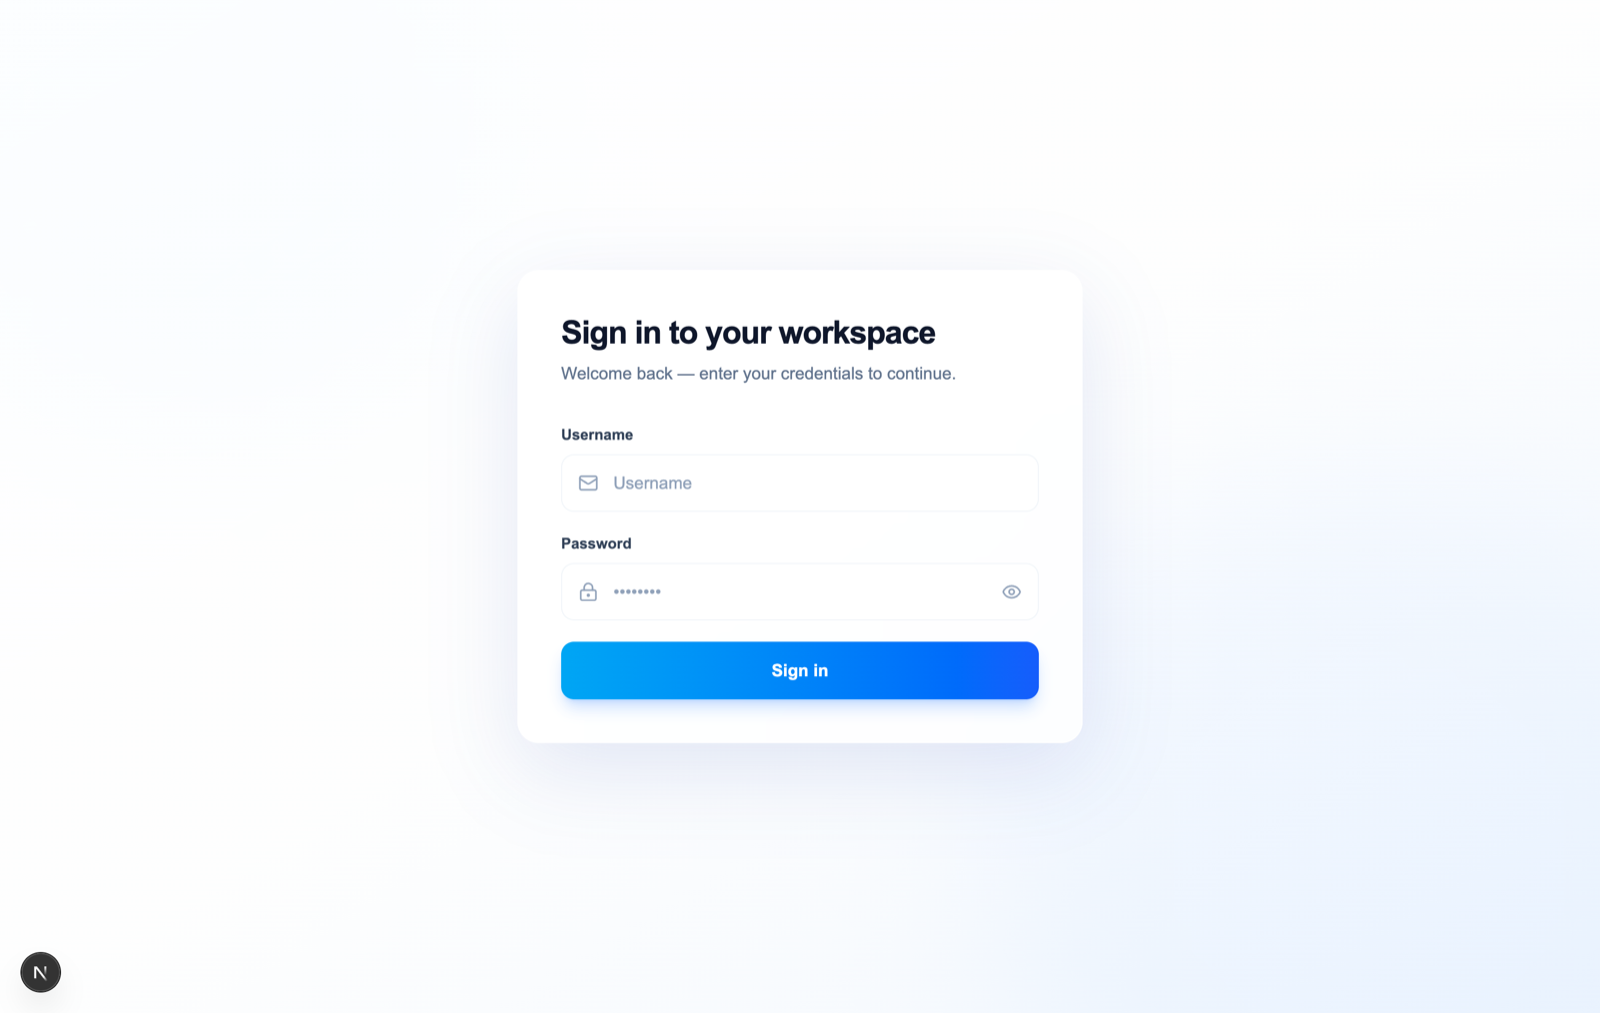 Sign in to your workspace
Welcome back — enter your credentials to continue.
Username
Username
Password
••••••••
Sign in
N